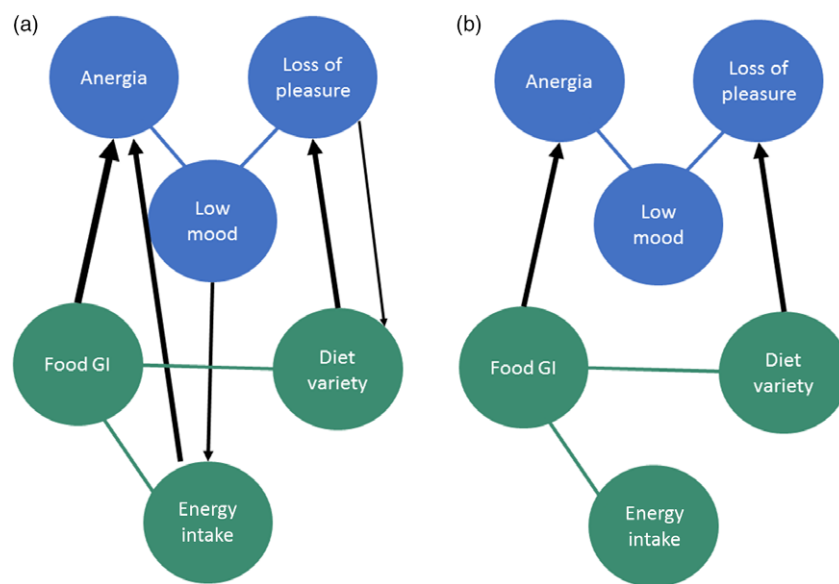 (a)
Anergia
Loss of
pleasure
Low
mood
Food GI
Diet
variety
Energy
intake
(b)
Anergia
Loss of
pleasure
Low
mood
Food GI
Diet
variety
Energy
intake